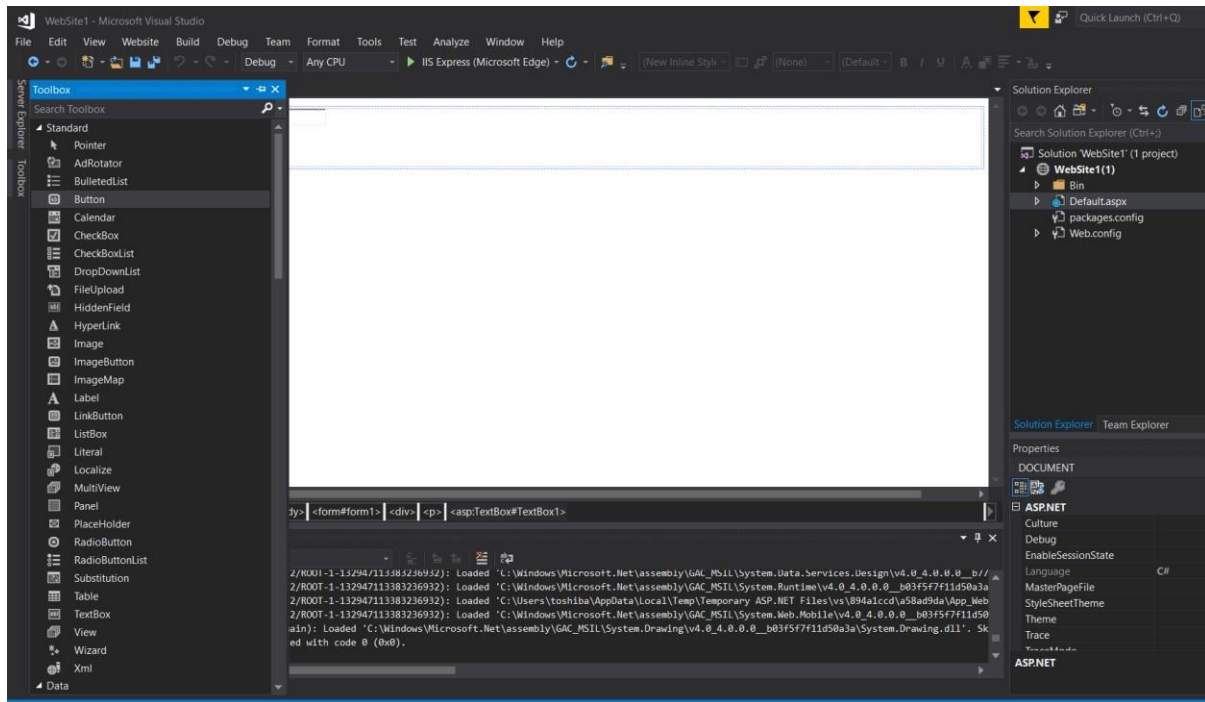 WebSite1 - Microsoft Visual Studio
Quick Launch (Ctrl+Q)
File Edit View Website Build Debug Team Format Tools Test Analyze Window Help
Debug Any CPU IIS Express (Microsoft Edge) (New Inline Style (None) (Default B I U A
Server Explorer
Toolbox
Toolbox
Search Toolbox
Standard
Pointer
AdRotator
BulletedList
Button
Calendar
CheckBox
CheckBoxList
DropDownList
FileUpload
HiddenField
HyperLink
Image
ImageButton
ImageMap
Label
LinkButton
ListBox
Literal
Localize
MultiView
Panel
PlaceHolder
RadioButton
RadioButtonList
Substitution
Table
TextBox
View
Wizard
Xml
Data
dy> <form#form1> <div> <p> <asp:TextBox#TextBox1>
2/ROOT-1-132947113383236932): Loaded 'C:\Windows\Microsoft.Net\assembly\GAC_MSIL\System.Data.Services.Design\v4.0_4.0.0.0__b77
2/ROOT-1-132947113383236932): Loaded 'C:\Windows\Microsoft.Net\assembly\GAC_MSIL\System.Runtime\v4.0_4.0.0.0__b03f5f7f11d50a3a
2/ROOT-1-132947113383236932): Loaded 'C:\Users\toshiba\AppData\Local\Temp\Temporary ASP.NET Files\vs\894a1ccd\a58ad9da\App_Web
2/ROOT-1-132947113383236932): Loaded 'C:\Windows\Microsoft.Net\assembly\GAC_MSIL\System.Web.Mobile\v4.0_4.0.0.0__b03f5f7f11d50
ain): Loaded 'C:\Windows\Microsoft.Net\assembly\GAC_MSIL\System.Drawing\v4.0_4.0.0.0__b03f5f7f11d50a3a\System.Drawing.dll'. Sk
ed with code 0 (0x0).
Solution Explorer
Search Solution Explorer (Ctrl+;)
Solution 'WebSite1' (1 project)
WebSite1(1)
Bin
Default.aspx
packages.config
Web.config
Solution Explorer Team Explorer
Properties
DOCUMENT
ASP.NET
Culture
Debug
EnableSessionState
Language C#
MasterPageFile
StyleSheetTheme
Theme
Trace
TraceMode
ASP.NET